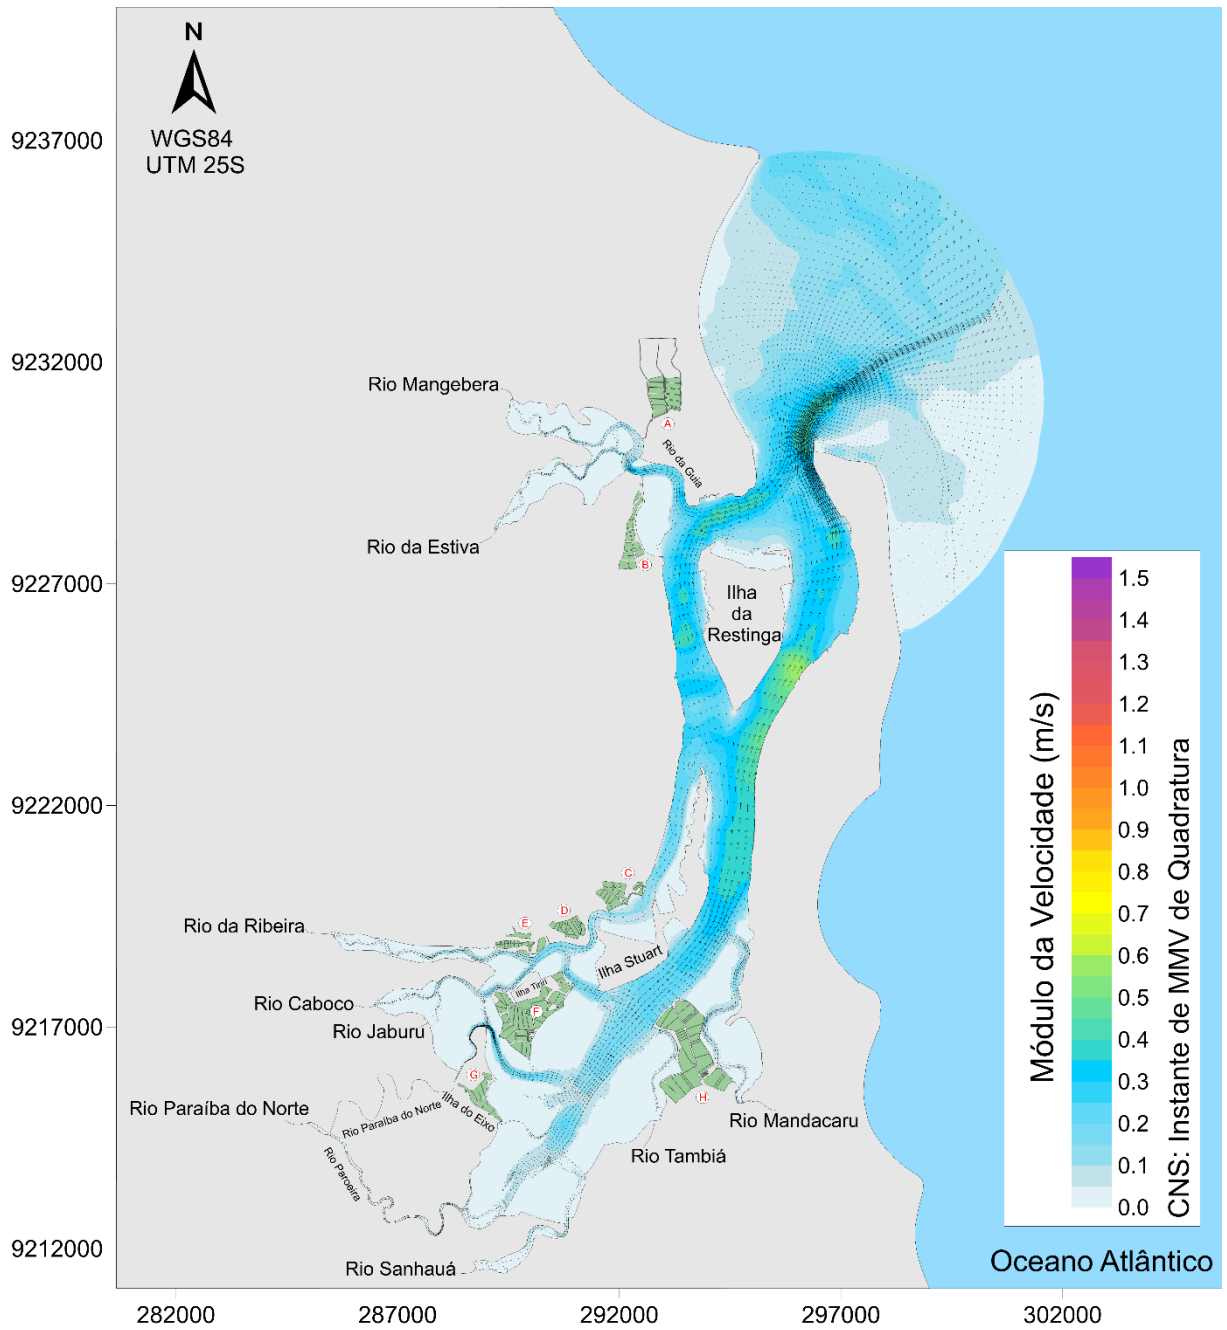 N
WGS84
UTM 25S
9237000
9232000
9227000
9222000
9217000
9212000
282000
287000
292000
297000
302000
Rio Mangebera
A
Rio da Guia
Rio da Estiva
B
Ilha
da
Restinga
C
D
E
Rio da Ribeira
Ilha Stuart
Ilha Tiriri
Rio Caboco
F
Rio Jaburu
G
Rio Paraíba do Norte
Rio Paraíba do Norte
Ilha do Eixo
H
Rio Mandacaru
Rio Tambiá
Rio Paroeira
Rio Sanhauá
Módulo da Velocidade (m/s)
CNS: Instante de MMV de Quadratura
1.5
1.4
1.3
1.2
1.1
1.0
0.9
0.8
0.7
0.6
0.5
0.4
0.3
0.2
0.1
0.0
Oceano Atlântico